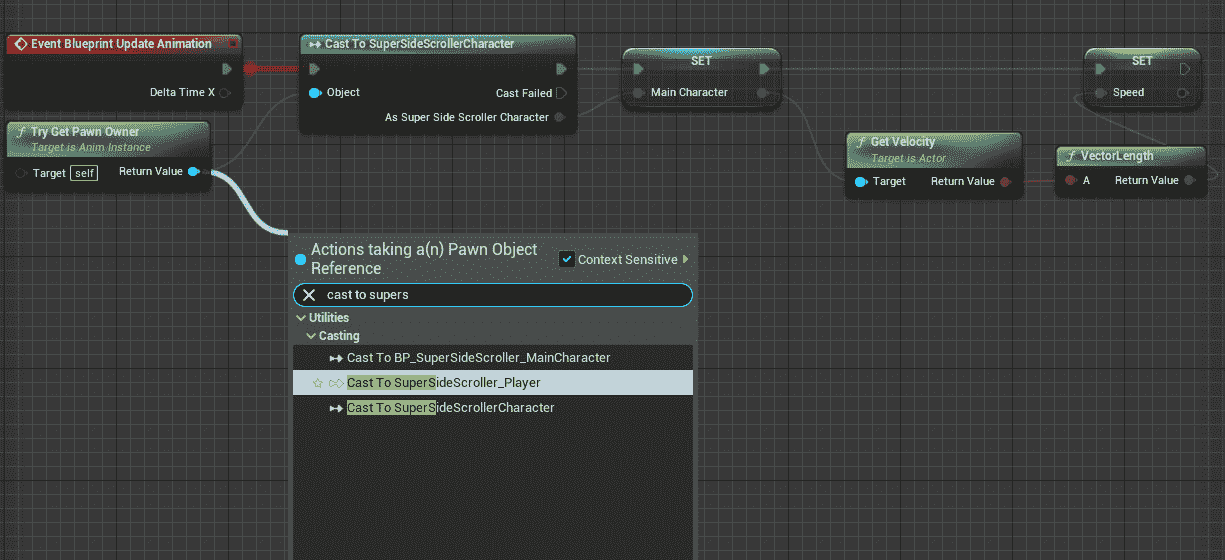 Event Blueprint Update Animation
Delta Time X
Try Get Pawn Owner
Target is Anim Instance
Target self Return Value
Cast To SuperSideScrollerCharacter
Object
Cast Failed
As Super Side Scroller Character
SET
Main Character
Get Velocity
Target is Actor
Target Return Value
VectorLength
A Return Value
SET
Speed
Actions taking a(n) Pawn Object
Reference
Context Sensitive
cast to supers
Utilities
Casting
Cast To BP_SuperSideScroller_MainCharacter
Cast To SuperSideScroller_Player
Cast To SuperSideScrollerCharacter